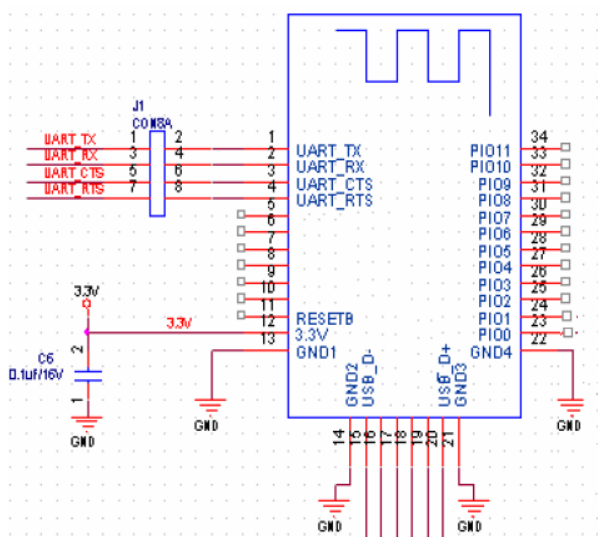 J1
CON8A
UART_TX 1 2 1 UART_TX PIO11 34
UART_RX 3 4 2 UART_RX PIO10 33
UART_CTS 5 6 3 UART_CTS PIO9 32
UART_RTS 7 8 4 UART_RTS PIO8 31
5 PIO7 30
6 PIO6 29
7 PIO5 28
8 PIO4 27
9 PIO3 26
10 PIO2 25
11 RESETB PIO1 24
3.3V 3.3V 12 3.3V PIO0 23
13 GND1 GND4 22
C6
0.1uf/16V
2
1
GND
GND
GND
GND2 USB_D- USB_D+ GND3
14 15 16 17 18 19 20 21
GND
GND